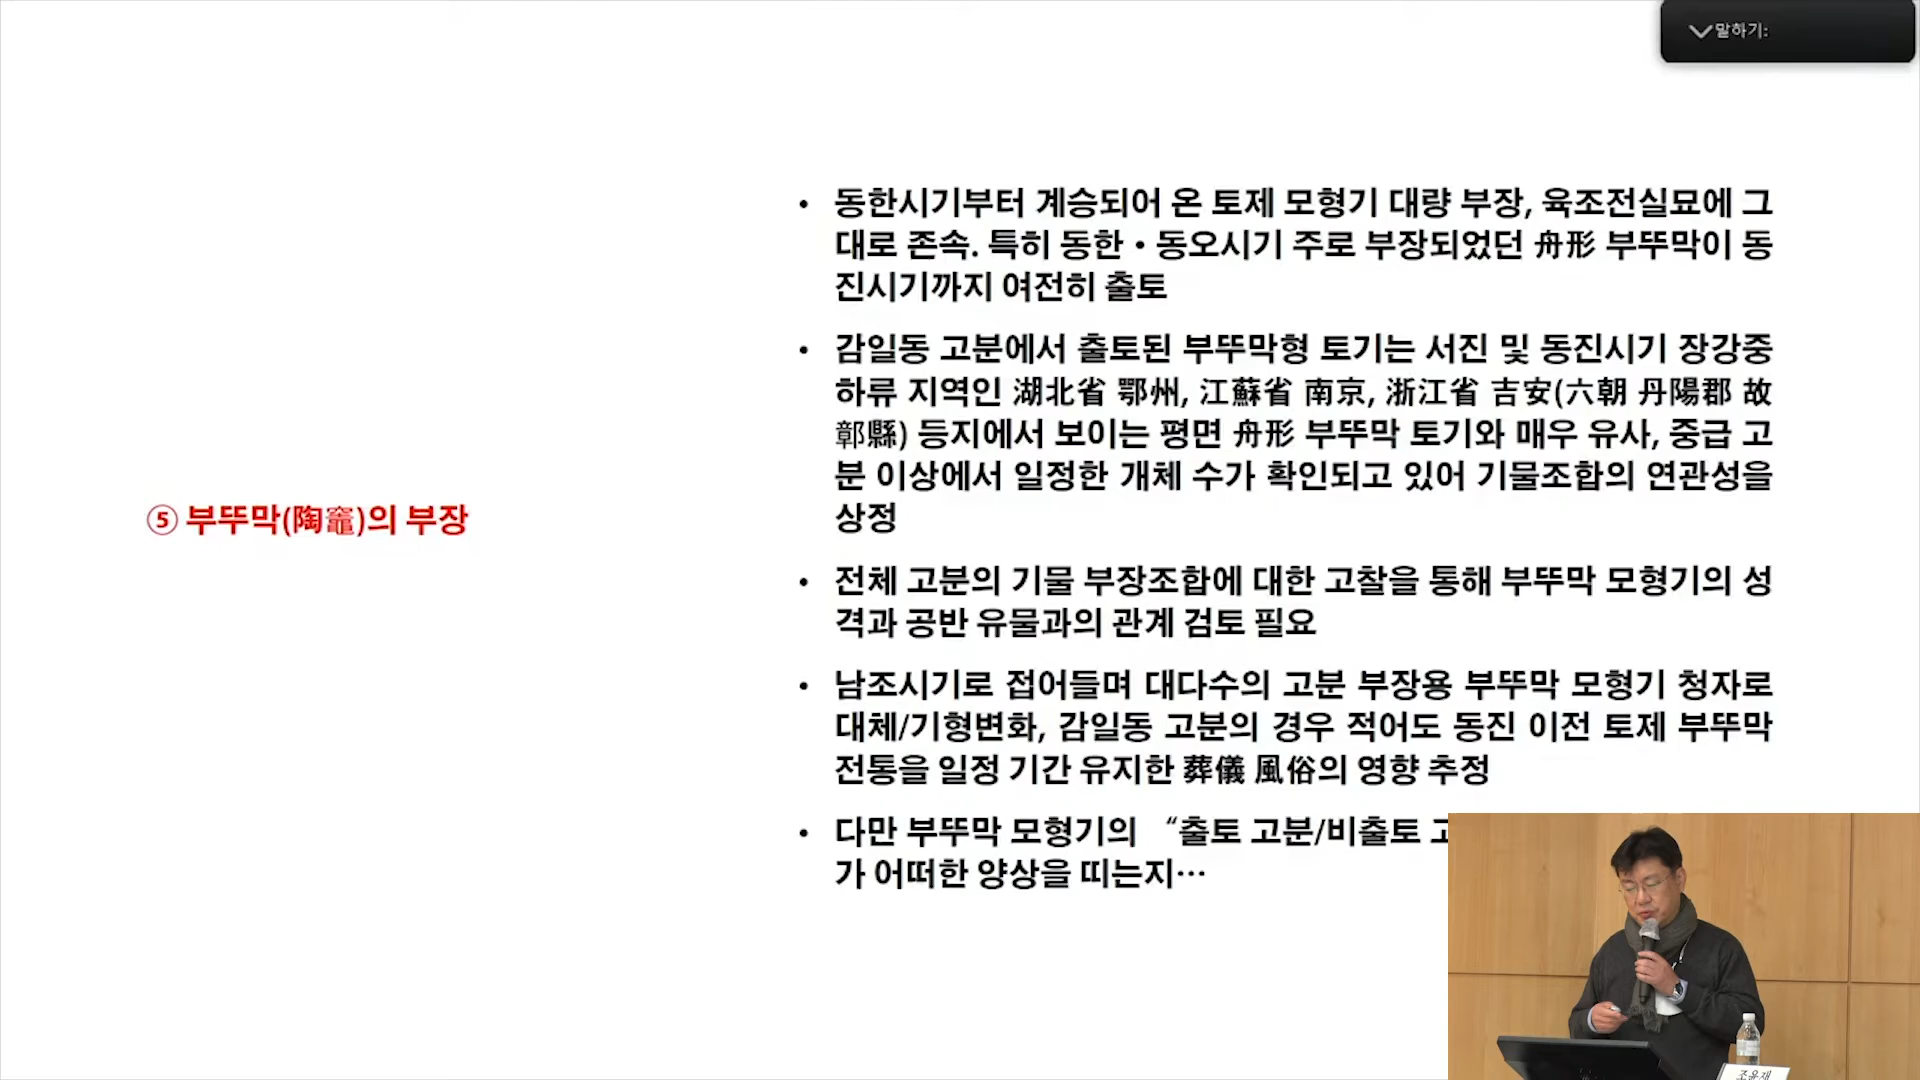 말하기:
⑤ 부뚜막(陶竈)의 부장
• 동한시기부터 계승되어 온 토제 모형기 대량 부장, 육조전실묘에 그
대로 존속. 특히 동한・동오시기 주로 부장되었던 舟形 부뚜막이 동
진시기까지 여전히 출토
• 감일동 고분에서 출토된 부뚜막형 토기는 서진 및 동진시기 장강중
하류 지역인 湖北省 鄂州, 江蘇省 南京, 浙江省 吉安(六朝 丹陽郡 故
鄣縣) 등지에서 보이는 평면 舟形 부뚜막 토기와 매우 유사, 중급 고
분 이상에서 일정한 개체 수가 확인되고 있어 기물조합의 연관성을
상정
• 전체 고분의 기물 부장조합에 대한 고찰을 통해 부뚜막 모형기의 성
격과 공반 유물과의 관계 검토 필요
• 남조시기로 접어들며 대다수의 고분 부장용 부뚜막 모형기 청자로
대체/기형변화, 감일동 고분의 경우 적어도 동진 이전 토제 부뚜막
전통을 일정 기간 유지한 葬儀 風俗의 영향 추정
• 다만 부뚜막 모형기의 “출토 고분/비출토
가 어떠한 양상을 띠는지…
조윤재